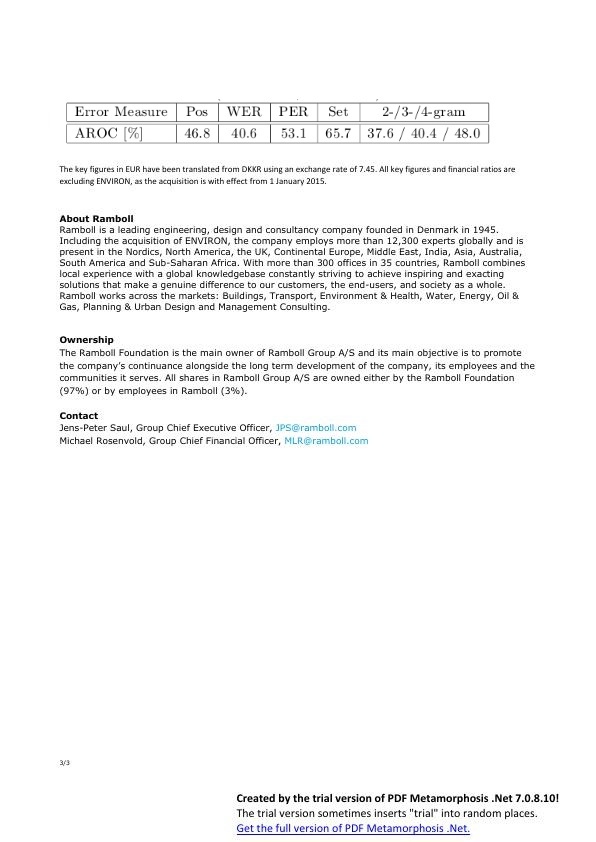 Error Measure Pos WER PER Set 2-/3-/4-gram
AROC [%] 46.8 40.6 53.1 65.7 37.6 / 40.4 / 48.0
The key figures in EUR have been translated from DKKR using an exchange rate of 7.45. All key figures and financial ratios are
excluding ENVIRON, as the acquisition is with effect from 1 January 2015.
About Ramboll
Ramboll is a leading engineering, design and consultancy company founded in Denmark in 1945.
Including the acquisition of ENVIRON, the company employs more than 12,300 experts globally and is
present in the Nordics, North America, the UK, Continental Europe, Middle East, India, Asia, Australia,
South America and Sub-Saharan Africa. With more than 300 offices in 35 countries, Ramboll combines
local experience with a global knowledgebase constantly striving to achieve inspiring and exacting
solutions that make a genuine difference to our customers, the end-users, and society as a whole.
Ramboll works across the markets: Buildings, Transport, Environment & Health, Water, Energy, Oil &
Gas, Planning & Urban Design and Management Consulting.
Ownership
The Ramboll Foundation is the main owner of Ramboll Group A/S and its main objective is to promote
the company's continuance alongside the long term development of the company, its employees and the
communities it serves. All shares in Ramboll Group A/S are owned either by the Ramboll Foundation
(97%) or by employees in Ramboll (3%).
Contact
Jens-Peter Saul, Group Chief Executive Officer, JPS@ramboll.com
Michael Rosenvold, Group Chief Financial Officer, MLR@ramboll.com
3/3
Created by the trial version of PDF Metamorphosis .Net 7.0.8.10!
The trial version sometimes inserts "trial" into random places.
Get the full version of PDF Metamorphosis .Net.